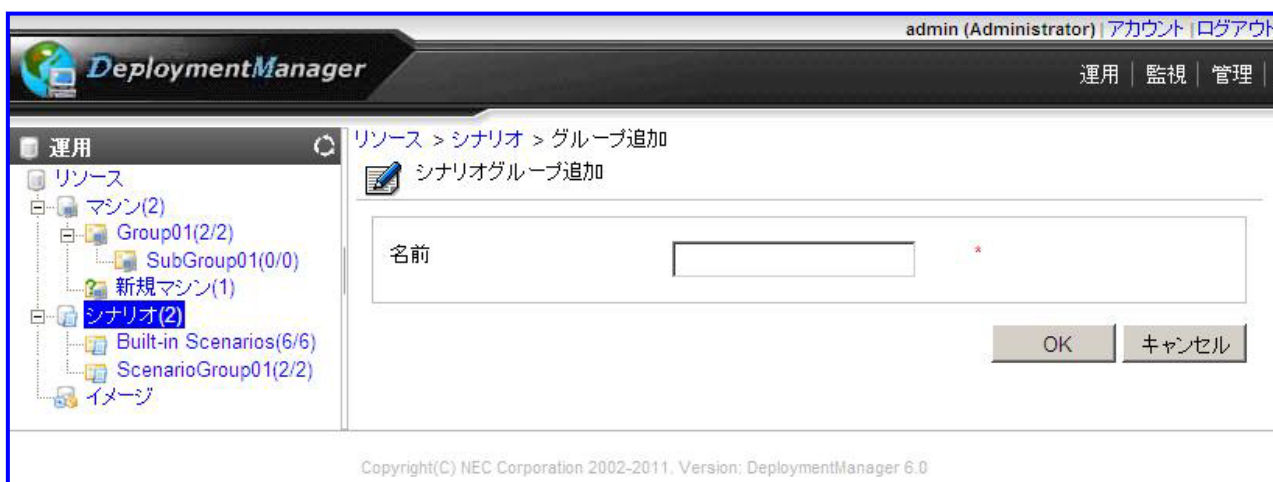 admin (Administrator) | アカウント | ログアウト
DeploymentManager
運用 | 監視 | 管理 |
運用
リソース
マシン(2)
Group01(2/2)
SubGroup01(0/0)
新規マシン(1)
シナリオ(2)
Built-in Scenarios(6/6)
ScenarioGroup01(2/2)
イメージ
リソース > シナリオ > グループ追加
シナリオグループ追加
名前 *
OK キャンセル
Copyright(C) NEC Corporation 2002-2011. Version: DeploymentManager 6.0